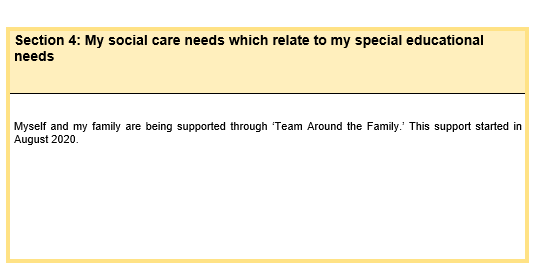 Section 4: My social care needs which relate to my special educational
needs
Myself and my family are being supported through ‘Team Around the Family.’ This support started in
August 2020.